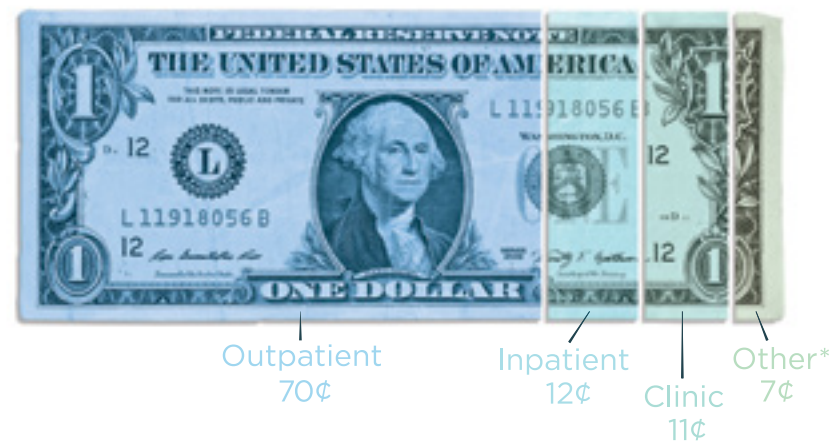 FEDERAL RESERVE NOTE
THE UNITED STATES OF AMERICA
THIS NOTE IS LEGAL TENDER
FOR ALL DEBTS, PUBLIC AND PRIVATE
L 11918056 B
WASHINGTON, D.C.
1
1
12
12
L
L 11918056 B
12
12
1
1
ONE DOLLAR
Outpatient
70¢
Inpatient
12¢
Clinic
11¢
Other*
7¢